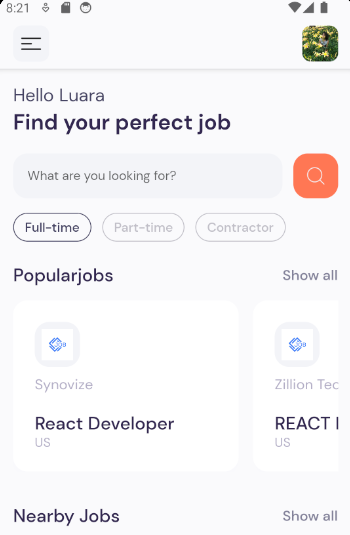 8:21
Hello Luara
Find your perfect job
What are you looking for?
Full-time Part-time Contractor
Popularjobs Show all
Synovize Zillion Tec
React Developer REACT
US US
Nearby Jobs Show all